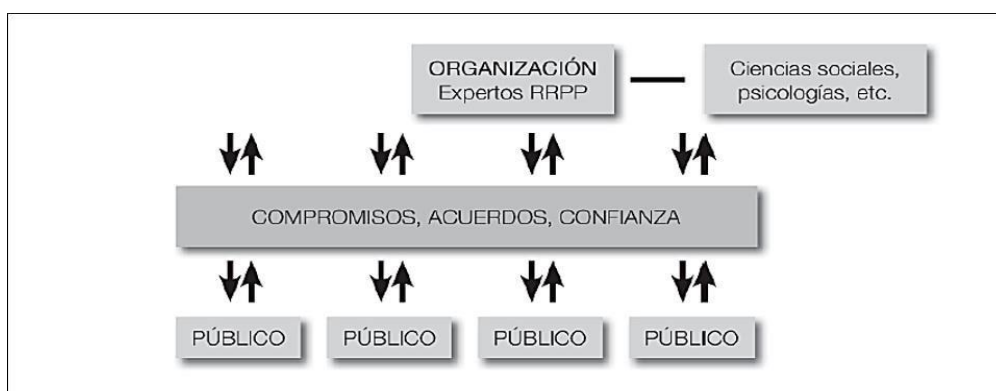 ORGANIZACIÓN
Expertos RRPP
Ciencias sociales,
psicologías, etc.
COMPROMISOS, ACUERDOS, CONFIANZA
PÚBLICO
PÚBLICO
PÚBLICO
PÚBLICO